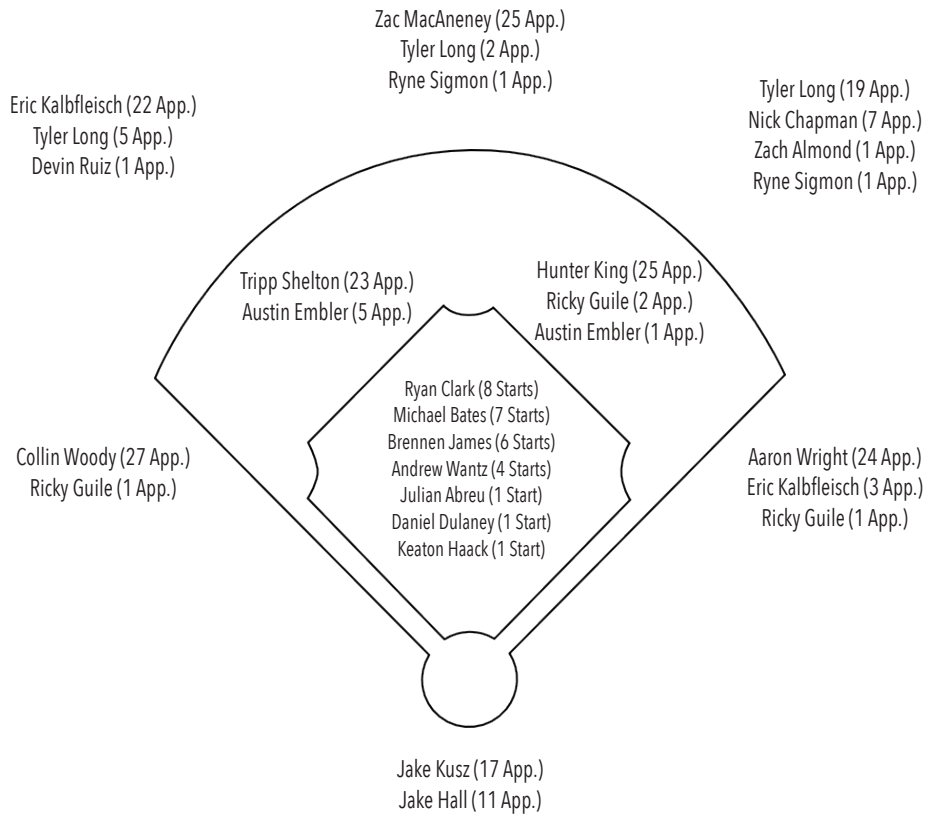 Zac MacAneney (25 App.)
Tyler Long (2 App.)
Ryne Sigmon (1 App.)
Eric Kalbfleisch (22 App.)
Tyler Long (5 App.)
Devin Ruiz (1 App.)
Tyler Long (19 App.)
Nick Chapman (7 App.)
Zach Almond (1 App.)
Ryne Sigmon (1 App.)
Tripp Shelton (23 App.)
Austin Embler (5 App.)
Hunter King (25 App.)
Ricky Guile (2 App.)
Austin Embler (1 App.)
Ryan Clark (8 Starts)
Michael Bates (7 Starts)
Brennen James (6 Starts)
Andrew Wantz (4 Starts)
Julian Abreu (1 Start)
Daniel Dulaney (1 Start)
Keaton Haack (1 Start)
Collin Woody (27 App.)
Ricky Guile (1 App.)
Aaron Wright (24 App.)
Eric Kalbfleisch (3 App.)
Ricky Guile (1 App.)
Jake Kusz (17 App.)
Jake Hall (11 App.)